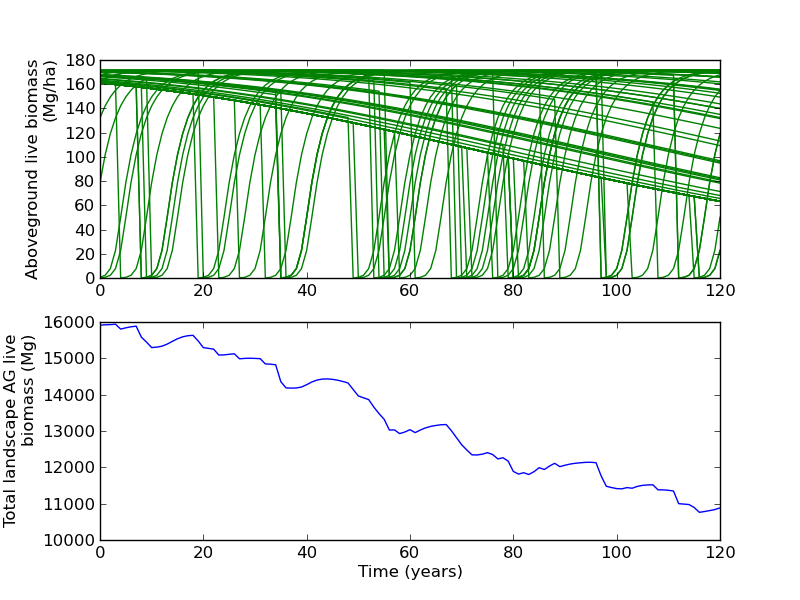 Aboveground live biomass
(Mg/ha)
180
160
140
120
100
80
60
40
20
0
0 20 40 60 80 100 120
Total landscape AG live
biomass (Mg)
16000
15000
14000
13000
12000
11000
10000
0 20 40 60 80 100 120
Time (years)